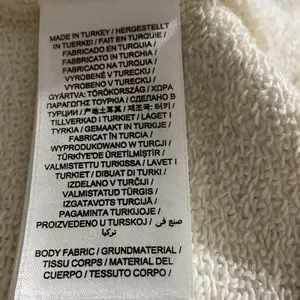 MADE IN TURKEY / HERGESTELLT
IN TUERKEI / FAIT EN TURQUIE /
FABRICADO EN TURQUIA /
FABBRICATO IN TURCHIA /
FABRICADO NA TURQUIA /
VYROBENÉ V TURECKU /
VYROBENO V TURECKU /
GYÁRTVA: TÖRÖKORSZÁG / ΧΩΡΑ
ΠΑΡΑΓΩΓΗΣ ΤΟΥΡΚΙΑ / СДЕЛАНО В
ТУРЦИИ / 产地土耳其 / 제조국: 터키 /
TILLVERKAD I TURKIET / LAGET I
TYRKIA / GEMAAKT IN TURKIJE /
FABRICAT ÎN TURCIA /
WYPRODUKOWANO W TURCJI /
TÜRKİYE'DE ÜRETİLMİŞTİR /
VALMISTETTU TURKISSA / LAVET I
TURKIET / DIBUAT DI TURKI /
IZDELANO V TURČIJI /
VALMISTATUD TÜRGIS /
IZGATAVOTS TURCIJĀ /
PAGAMINTA TURKIJOJE /
PROIZVEDENO U TURSKOJ / صنع في
تركيا
BODY FABRIC / GRUNDMATERIAL /
TISSU CORPS / MATERIAL DEL
CUERPO / TESSUTO CORPO /